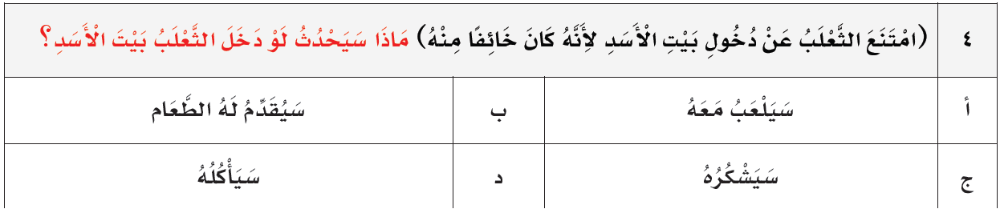 ٤ (امْتَنَعَ الثَّعْلَبُ عَنْ دُخُولِ بَيْتِ الْأَسَدِ لِأَنَّهُ كَانَ خَائِفًا مِنْهُ) مَاذَا سَيَحْدُثُ لَوْ دَخَلَ الثَّعْلَبُ بَيْتَ الْأَسَدِ؟
أ سَيَلْعَبُ مَعَهُ ب سَيُقَدِّمُ لَهُ الطَّعَام
ج سَيَشْكُرُهُ د سَيَأْكُلُهُ